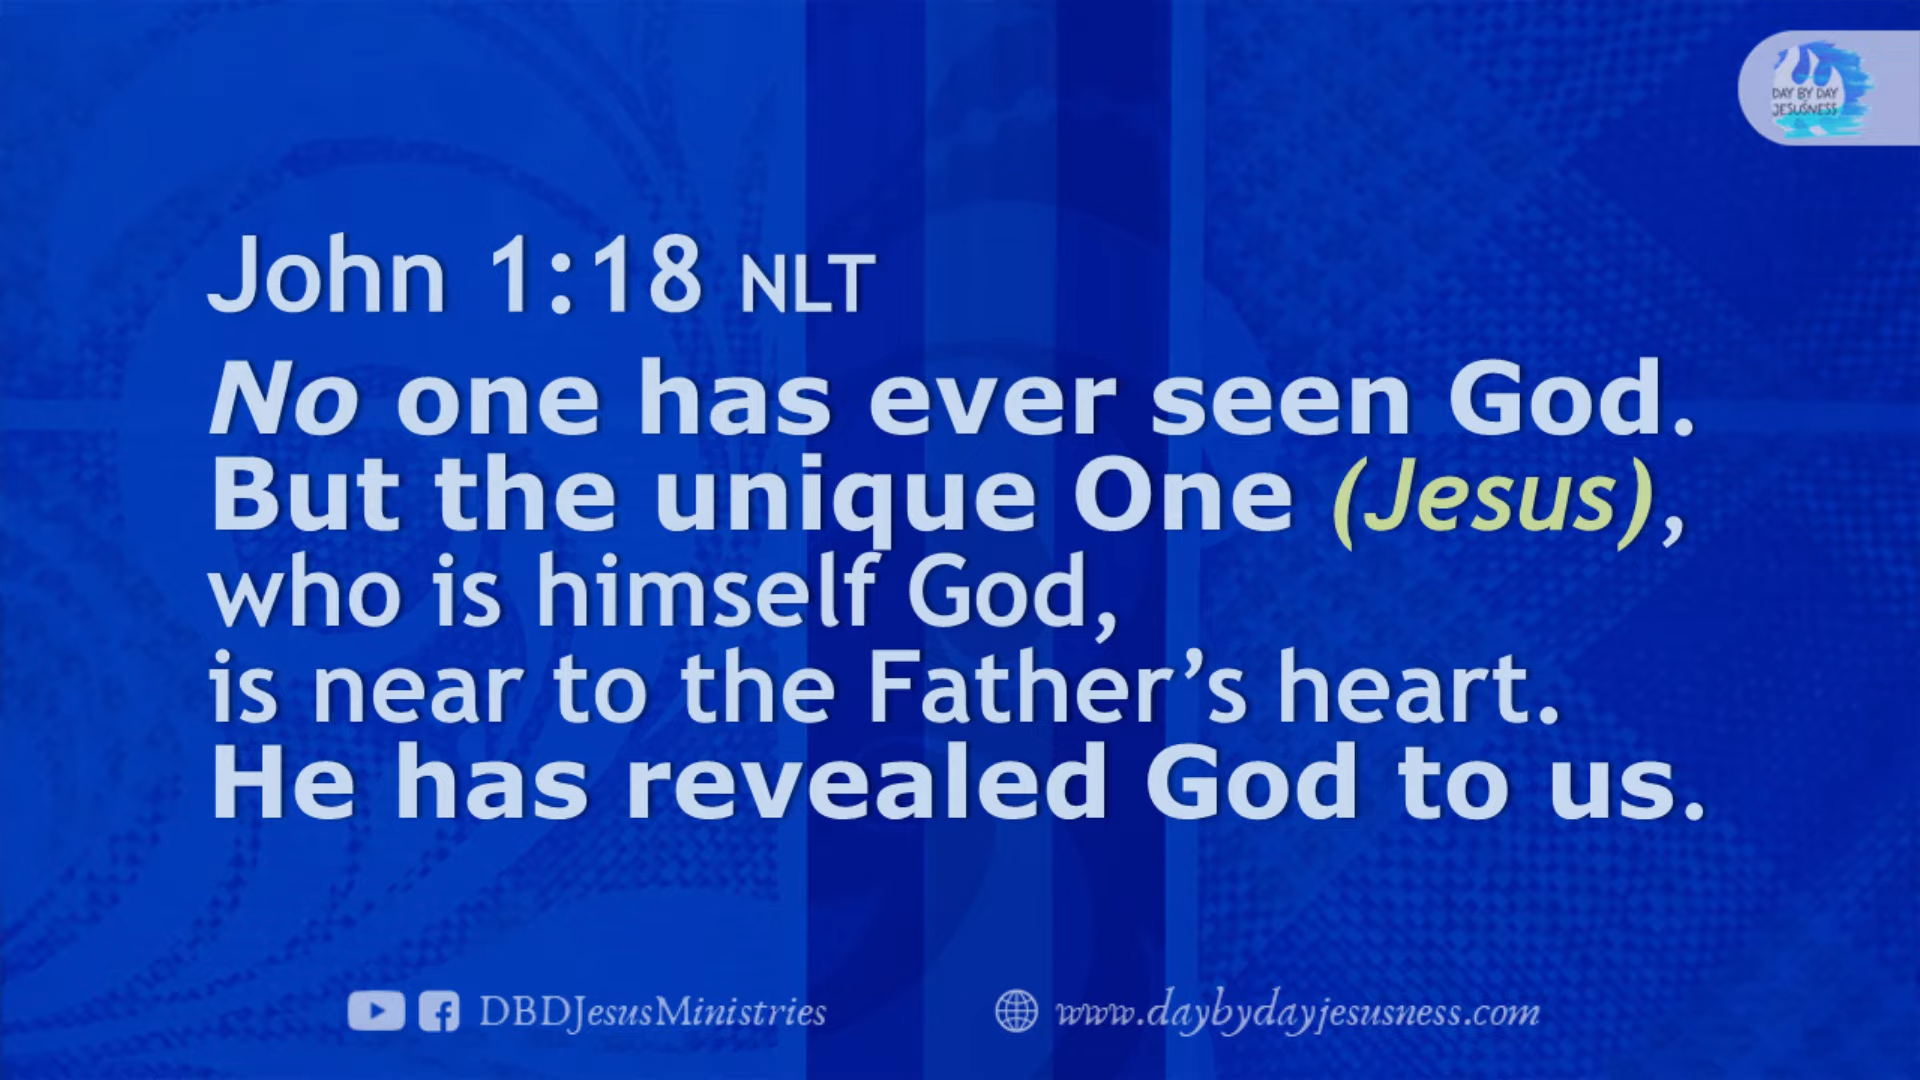 DAY BY DAY
JESUSNESS
John 1:18 NLT
No one has ever seen God.
But the unique One (Jesus),
who is himself God,
is near to the Father’s heart.
He has revealed God to us.
DBDJesusMinistries
www.daybydayjesusness.com